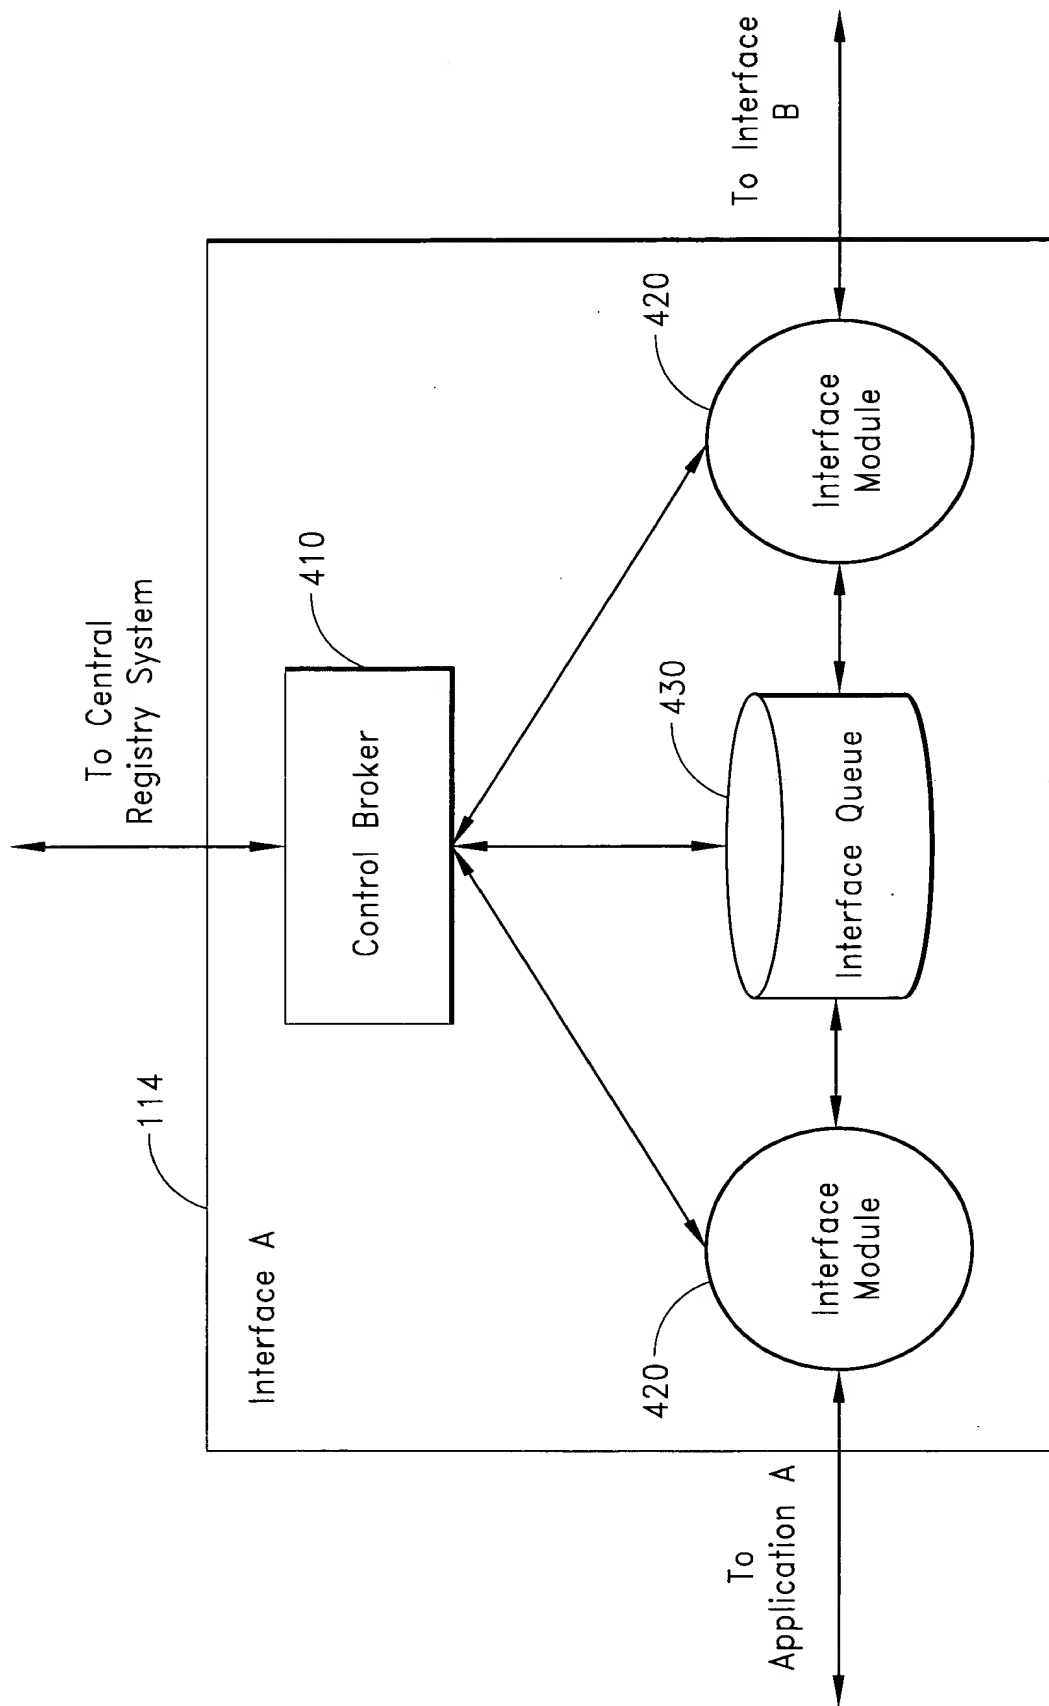 To Central
Registry System
114
Interface A
Control Broker
410
420
430
420
To
Application A
Interface
Module
Interface Queue
Interface
Module
To Interface
B